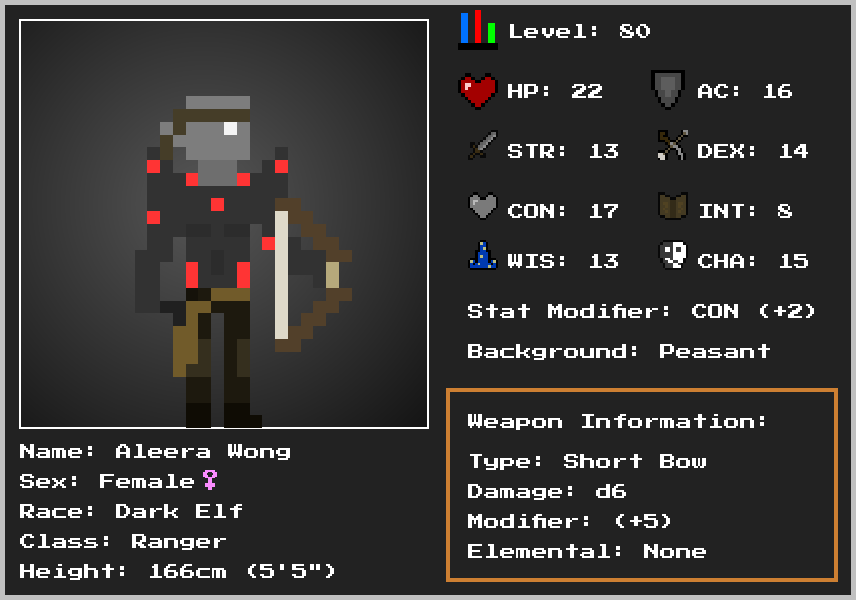 Level: 80
HP: 22
AC: 16
STR: 13
DEX: 14
CON: 17
INT: 8
WIS: 13
CHA: 15
Stat Modifier: CON (+2)
Background: Peasant
Weapon Information:
Type: Short Bow
Damage: d6
Modifier: (+5)
Elemental: None
Name: Aleera Wong
Sex: Female♀
Race: Dark Elf
Class: Ranger
Height: 166cm (5'5")